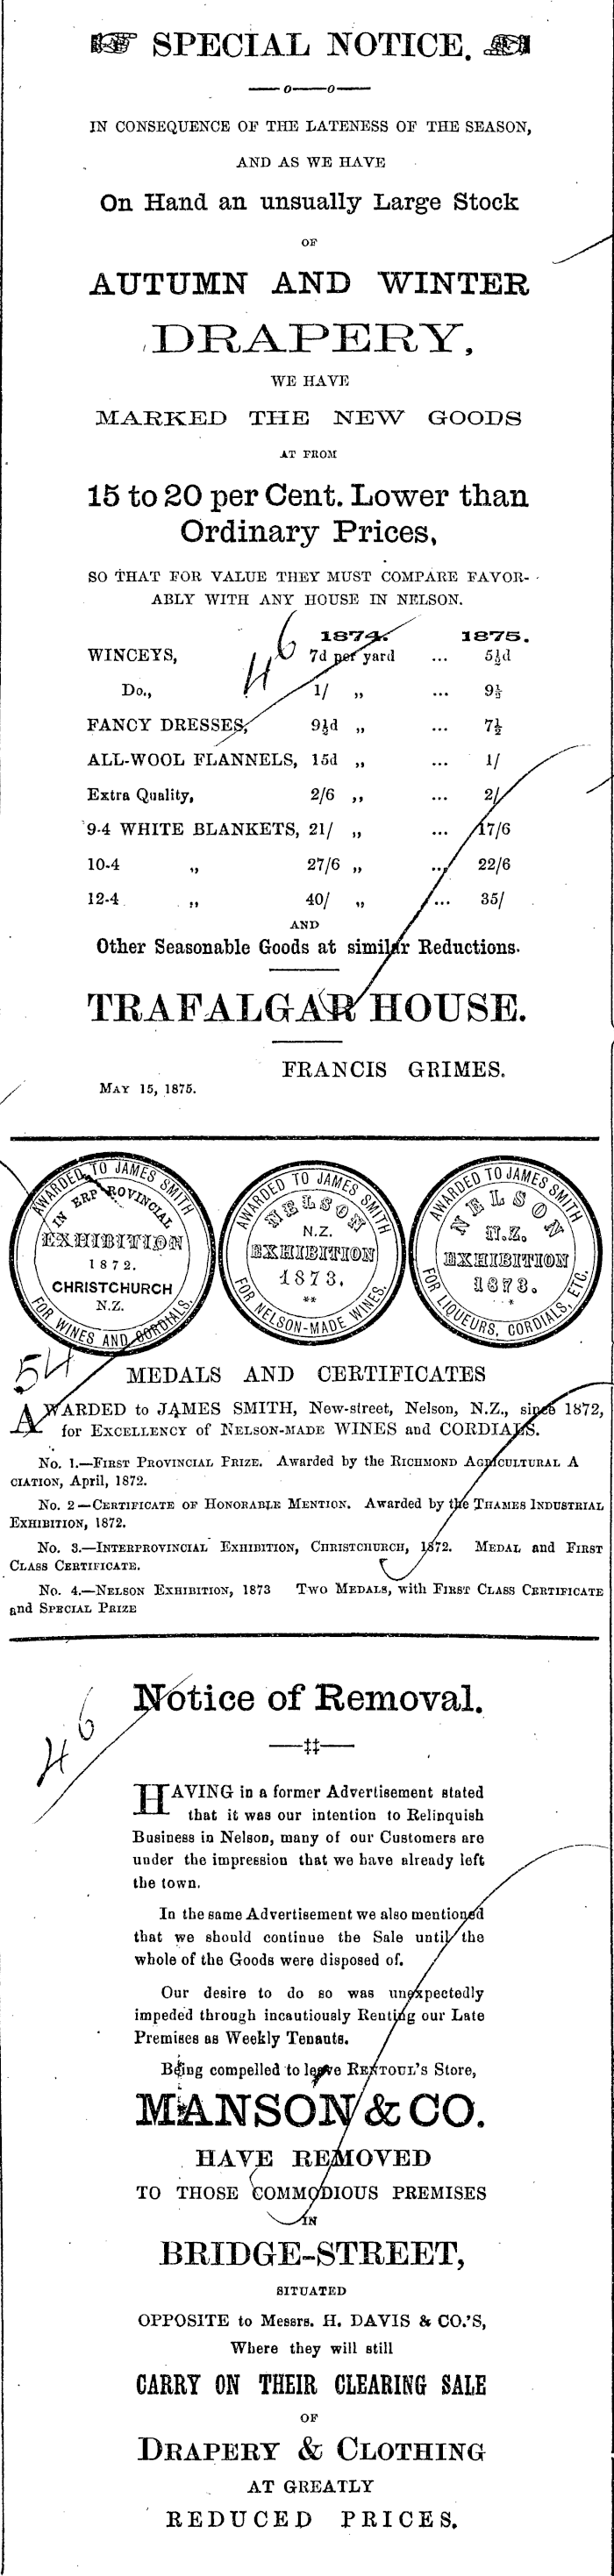 SPECIAL NOTICE.
—o—o—
IN CONSEQUENCE OF THE LATENESS OF THE SEASON,
AND AS WE HAVE
On Hand an unsually Large Stock
OF
AUTUMN AND WINTER
DRAPERY,
WE HAVE
MARKED THE NEW GOODS
AT FROM
15 to 20 per Cent. Lower than
Ordinary Prices,
SO THAT FOR VALUE THEY MUST COMPARE FAVOR-
ABLY WITH ANY HOUSE IN NELSON.
46
1874. 1875.
WINCEYS, 7d per yard ... 5½d
Do., 1/ „ ... 9½
FANCY DRESSES, 9½d „ ... 7½
ALL-WOOL FLANNELS, 15d „ ... 1/
Extra Quality, 2/6 „ ... 2/
9-4 WHITE BLANKETS, 21/ „ ... 17/6
10-4 „ 27/6 „ ... 22/6
12-4 „ 40/ „ ... 35/
AND
Other Seasonable Goods at similar Reductions.
TRAFALGAR HOUSE.
FRANCIS GRIMES.
MAY 15, 1875.
AWARDED TO JAMES SMITH
INTERPROVINCIAL
EXHIBITION
1872.
CHRISTCHURCH
N.Z.
FOR WINES AND CORDIALS.
AWARDED TO JAMES SMITH
NELSON
N.Z.
EXHIBITION
1873.
**
FOR NELSON-MADE WINES.
AWARDED TO JAMES SMITH
NELSON
N.Z.
EXHIBITION
1873.
*
FOR LIQUEURS, CORDIALS, ETC.
54
MEDALS AND CERTIFICATES
AWARDED to JAMES SMITH, New-street, Nelson, N.Z., since 1872,
for EXCELLENCY of NELSON-MADE WINES and CORDIALS.
No. 1.—FIRST PROVINCIAL PRIZE. Awarded by the RICHMOND AGRICULTURAL A
CIATION, April, 1872.
No. 2—CERTIFICATE OF HONORABLE MENTION. Awarded by the THAMES INDUSTRIAL
EXHIBITION, 1872.
No. 3.—INTERPROVINCIAL EXHIBITION, CHRISTCHURCH, 1872. MEDAL and FIRST
CLASS CERTIFICATE.
No. 4.—NELSON EXHIBITION, 1873 TWO MEDALS, with FIRST CLASS CERTIFICATE
and SPECIAL PRIZE
46
Notice of Removal.
—‡‡—
HAVING in a former Advertisement stated
that it was our intention to Relinquish
Business in Nelson, many of our Customers are
under the impression that we have already left
the town.
In the same Advertisement we also mentioned
that we should continue the Sale until the
whole of the Goods were disposed of.
Our desire to do so was unexpectedly
impeded through incautiously Renting our Late
Premises as Weekly Tenants.
Being compelled to leave RENTOUL'S Store,
MANSON & CO.
HAVE REMOVED
TO THOSE COMMODIOUS PREMISES
IN
BRIDGE-STREET,
SITUATED
OPPOSITE to Messrs. H. DAVIS & CO.'S,
Where they will still
CARRY ON THEIR CLEARING SALE
OF
DRAPERY & CLOTHING
AT GREATLY
REDUCED PRICES.